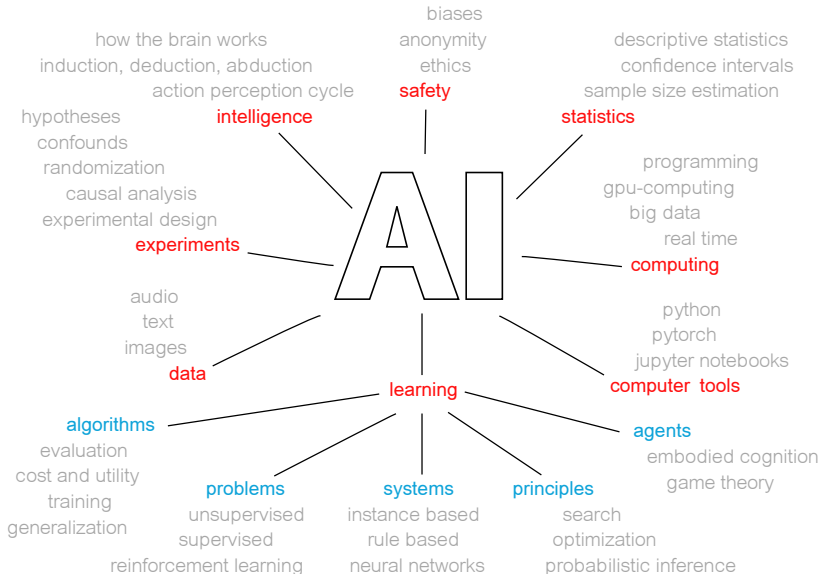 biases
anonymity
ethics
safety
how the brain works
induction, deduction, abduction
action perception cycle
intelligence
descriptive statistics
confidence intervals
sample size estimation
statistics
hypotheses
confounds
randomization
causal analysis
experimental design
experiments
AI
programming
gpu-computing
big data
real time
computing
audio
text
images
data
python
pytorch
jupyter notebooks
computer tools
learning
algorithms
evaluation
cost and utility
training
generalization
problems
unsupervised
supervised
reinforcement learning
systems
instance based
rule based
neural networks
principles
search
optimization
probabilistic inference
agents
embodied cognition
game theory